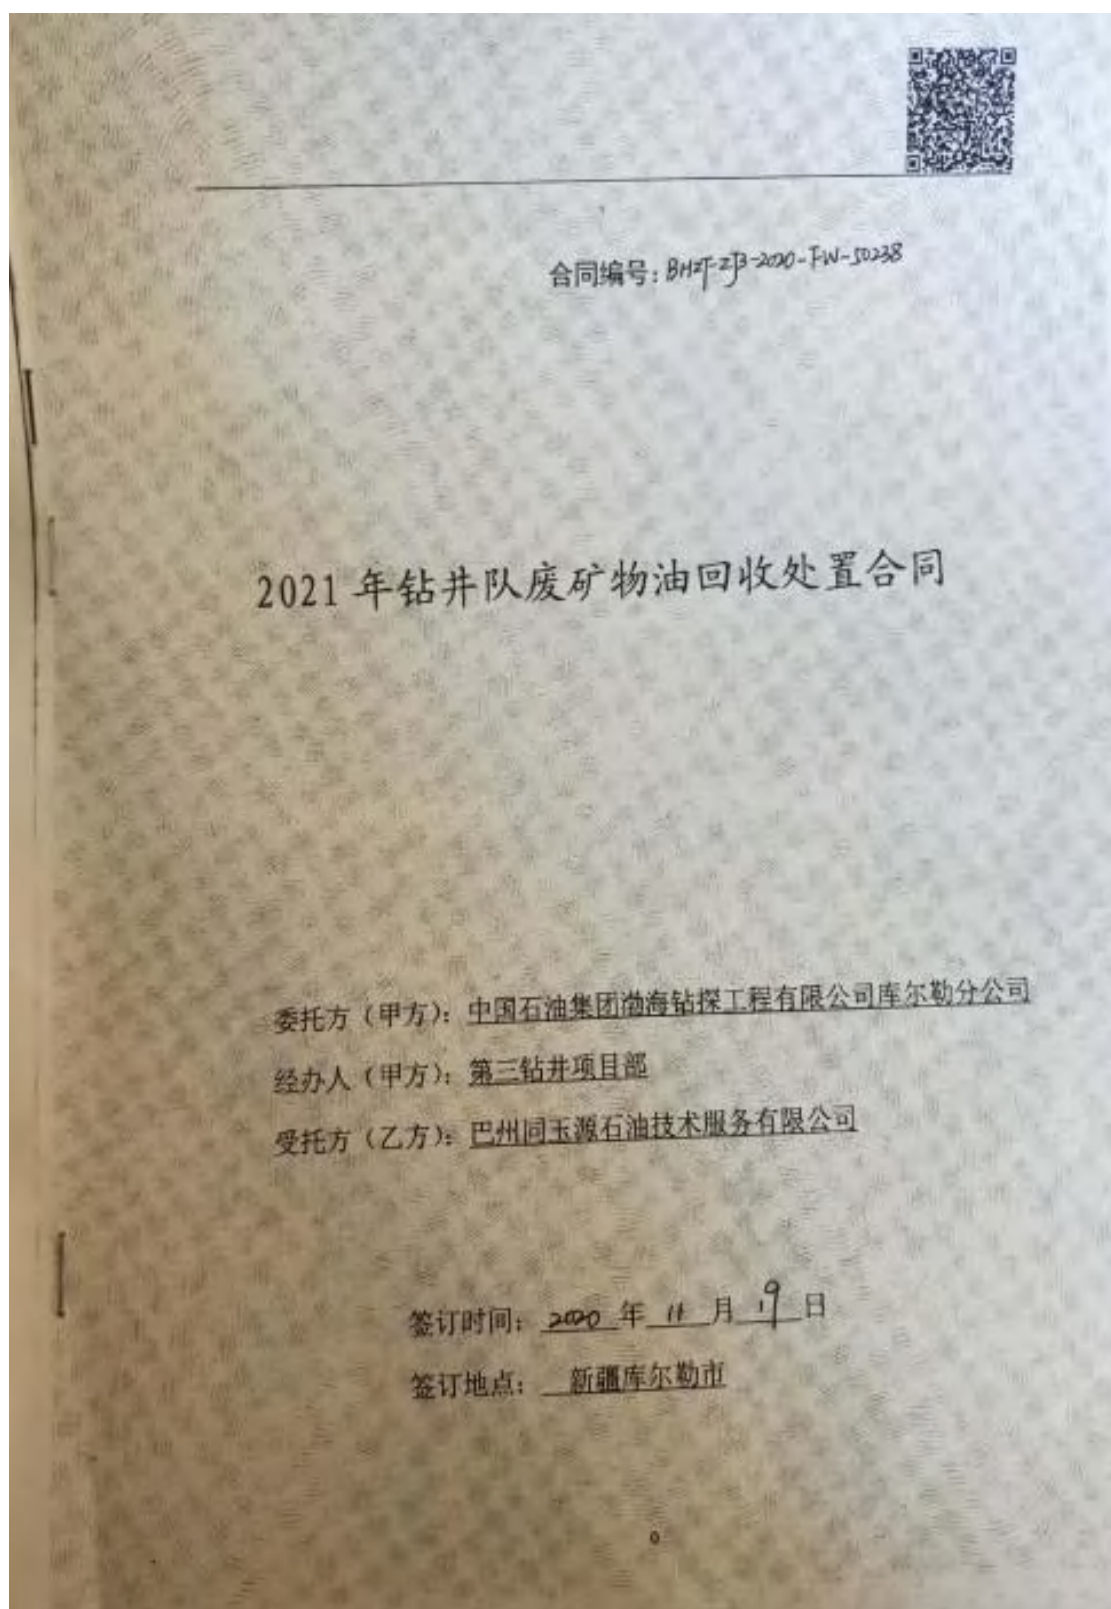 合同编号：BHZT-ZJ3-2020-FW-50238
2021 年钻井队废矿物油回收处置合同
委托方（甲方）：中国石油集团渤海钻探工程有限公司库尔勒分公司
经办人（甲方）：第三钻井项目部
受托方（乙方）：巴州同玉源石油技术服务有限公司
签订时间：2020 年 11 月 19 日
签订地点：新疆库尔勒市
0